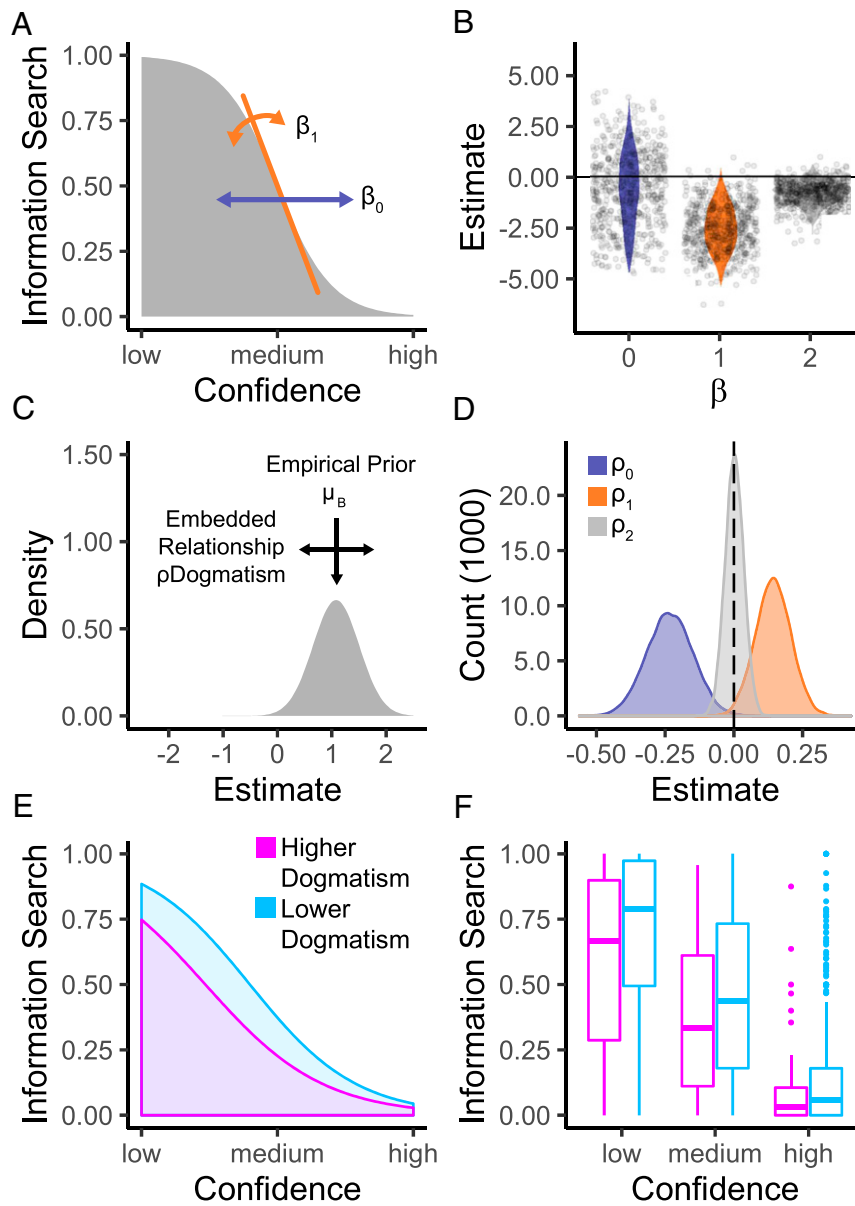 A
Information Search
1.00
0.75
0.50
0.25
0.00
β1
β0
low medium high
Confidence
B
Estimate
5.00
2.50
0.00
-2.50
-5.00
0 1 2
β
C
Density
1.50
1.00
0.50
0.00
Empirical Prior
μB
Embedded
Relationship
ρDogmatism
-2 -1 0 1 2
Estimate
D
Count (1000)
20.0
15.0
10.0
5.0
0.0
ρ0
ρ1
ρ2
-0.50 -0.25 0.00 0.25
Estimate
E
Information Search
1.00
0.75
0.50
0.25
0.00
Higher
Dogmatism
Lower
Dogmatism
low medium high
Confidence
F
Information Search
1.00
0.75
0.50
0.25
0.00
low medium high
Confidence